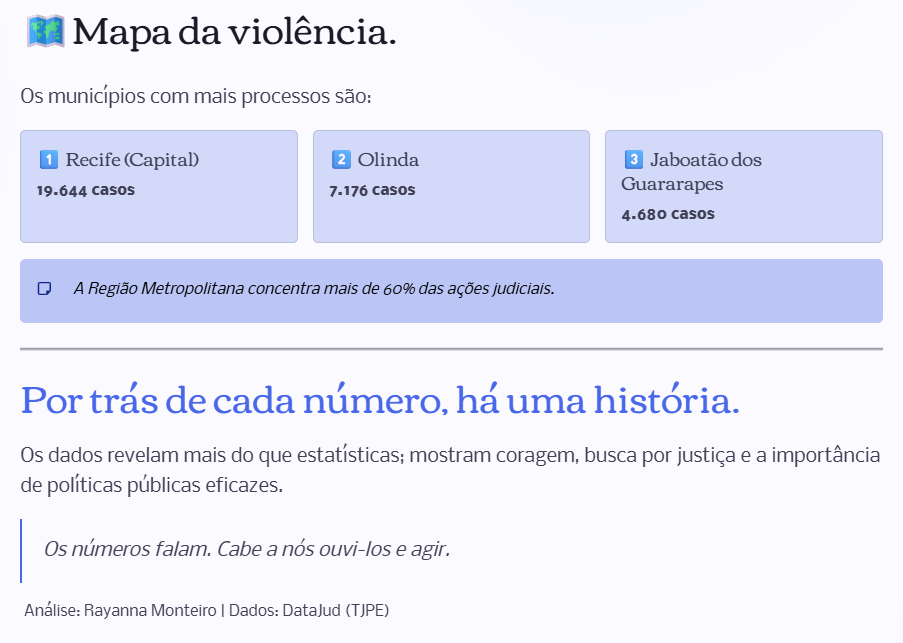 🗺️ Mapa da violência.
Os municípios com mais processos são:
1️⃣ Recife (Capital)
19.644 casos
2️⃣ Olinda
7.176 casos
3️⃣ Jaboatão dos
Guararapes
4.680 casos
A Região Metropolitana concentra mais de 60% das ações judiciais.
Por trás de cada número, há uma história.
Os dados revelam mais do que estatísticas; mostram coragem, busca por justiça e a importância
de políticas públicas eficazes.
Os números falam. Cabe a nós ouvi-los e agir.
Análise: Rayanna Monteiro | Dados: DataJud (TJPE)